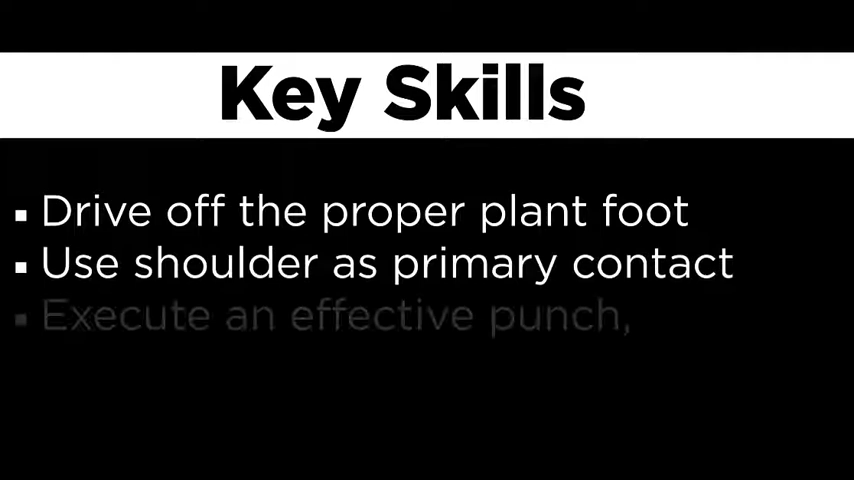 Key Skills
▪ Drive off the proper plant foot
▪ Use shoulder as primary contact
▪ Execute an effective punch,